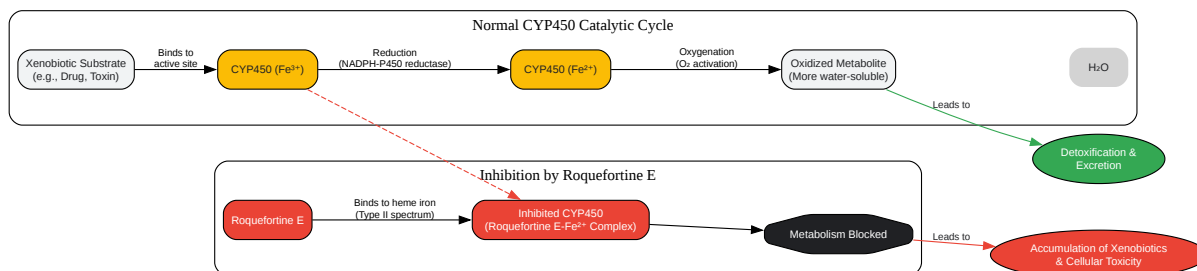 Normal CYP450 Catalytic Cycle
Xenobiotic Substrate
(e.g., Drug, Toxin)
Binds to
active site
CYP450 (Fe³⁺)
Reduction
(NADPH-P450 reductase)
CYP450 (Fe²⁺)
Oxygenation
(O₂ activation)
Oxidized Metabolite
(More water-soluble)
H₂O
Leads to
Detoxification &
Excretion
Inhibition by Roquefortine E
Roquefortine E
Binds to heme iron
(Type II spectrum)
Inhibited CYP450
(Roquefortine E-Fe²⁺ Complex)
Metabolism Blocked
Leads to
Accumulation of Xenobiotics
& Cellular Toxicity